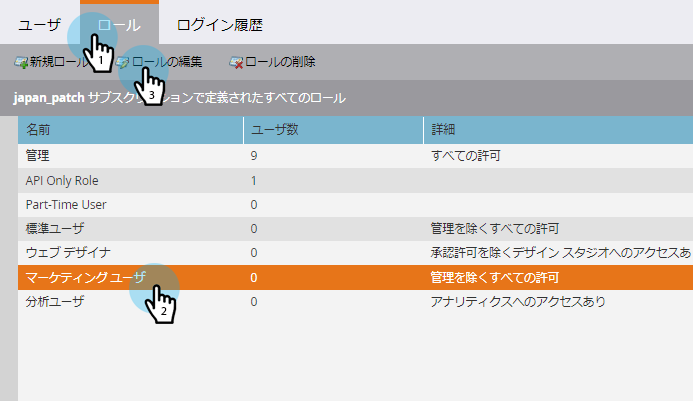 ユーザ ロール ログイン履歴
1
新規ロール ロールの編集 ロールの削除
3
japan_patch サブスクリプションで定義されたすべてのロール
名前 ユーザ数 詳細
管理 9 すべての許可
API Only Role 1
Part-Time User 0
標準ユーザ 0 管理を除くすべての許可
ウェブ デザイナ 0 承認許可を除くデザイン スタジオへのアクセスあ
マーケティング ユーザ 0 管理を除くすべての許可
2
分析ユーザ 0 アナリティクスへのアクセスあり